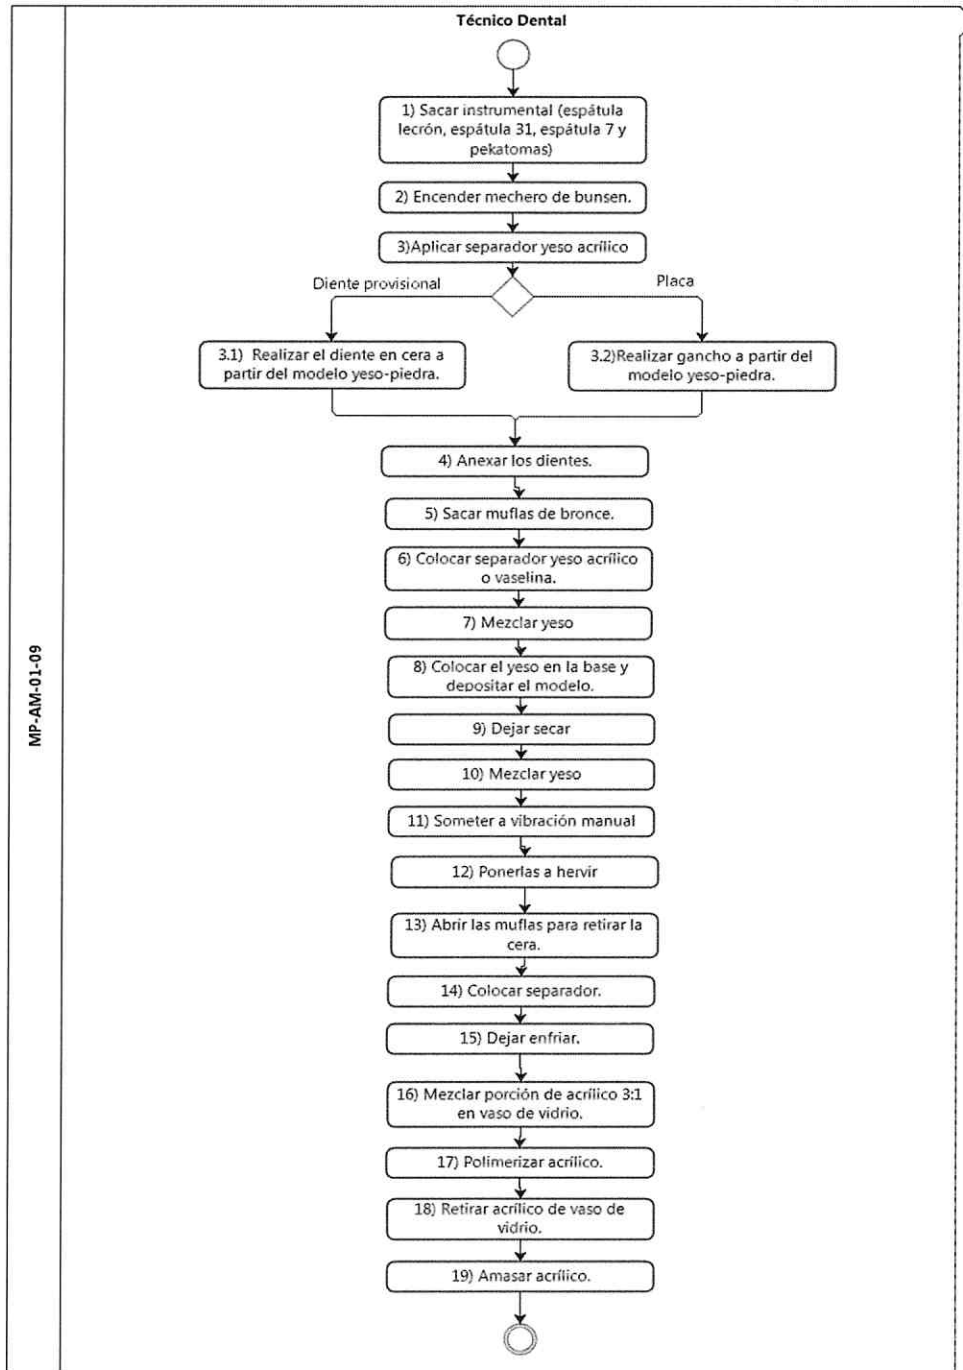 Técnico Dental
1) Sacar instrumental (espátula
lecrón, espátula 31, espátula 7 y
pekatomas)
2) Encender mechero de bunsen.
3)Aplicar separador yeso acrílico
Diente provisional
Placa
3.1) Realizar el diente en cera a
partir del modelo yeso-piedra.
3.2)Realizar gancho a partir del
modelo yeso-piedra.
4) Anexar los dientes.
5) Sacar muflas de bronce.
6) Colocar separador yeso acrílico
o vaselina.
7) Mezclar yeso
8) Colocar el yeso en la base y
depositar el modelo.
9) Dejar secar
10) Mezclar yeso
11) Someter a vibración manual
12) Ponerlas a hervir
13) Abrir las muflas para retirar la
cera.
14) Colocar separador.
15) Dejar enfriar.
16) Mezclar porción de acrílico 3:1
en vaso de vidrio.
17) Polimerizar acrílico.
18) Retirar acrílico de vaso de
vidrio.
19) Amasar acrílico.
MP-AM-01-09